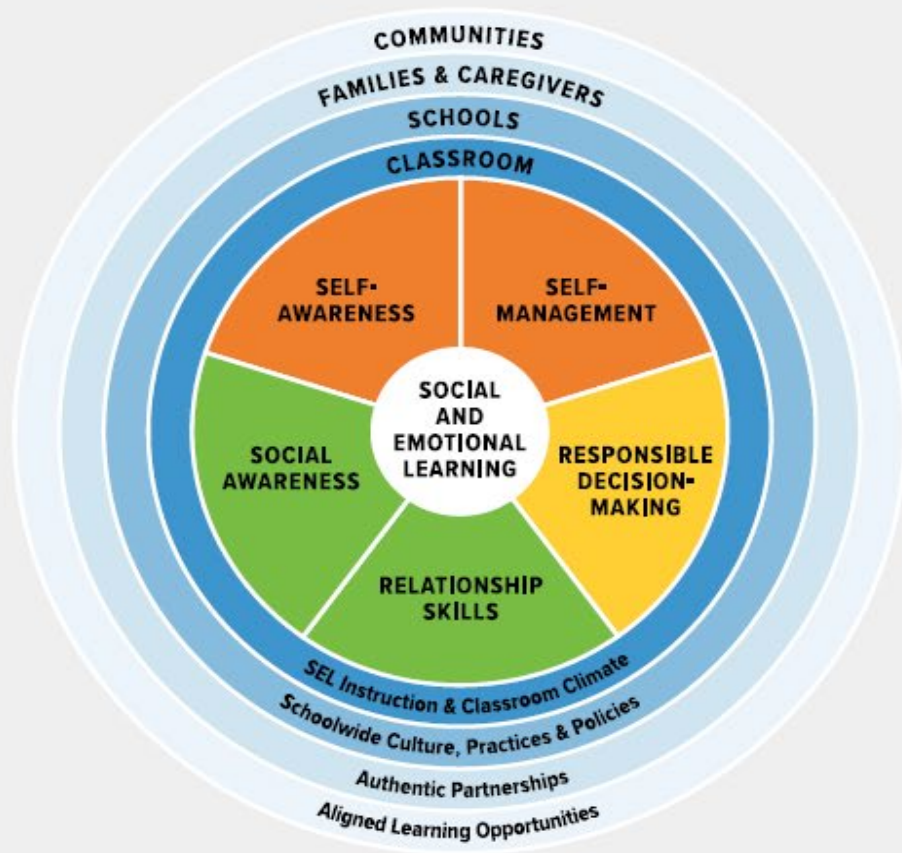 COMMUNITIES
FAMILIES & CAREGIVERS
SCHOOLS
CLASSROOM
SELF-
AWARENESS
SELF-
MANAGEMENT
SOCIAL
AND
EMOTIONAL
LEARNING
SOCIAL
AWARENESS
RESPONSIBLE
DECISION-
MAKING
RELATIONSHIP
SKILLS
SEL Instruction & Classroom Climate
Schoolwide Culture, Practices & Policies
Authentic Partnerships
Aligned Learning Opportunities